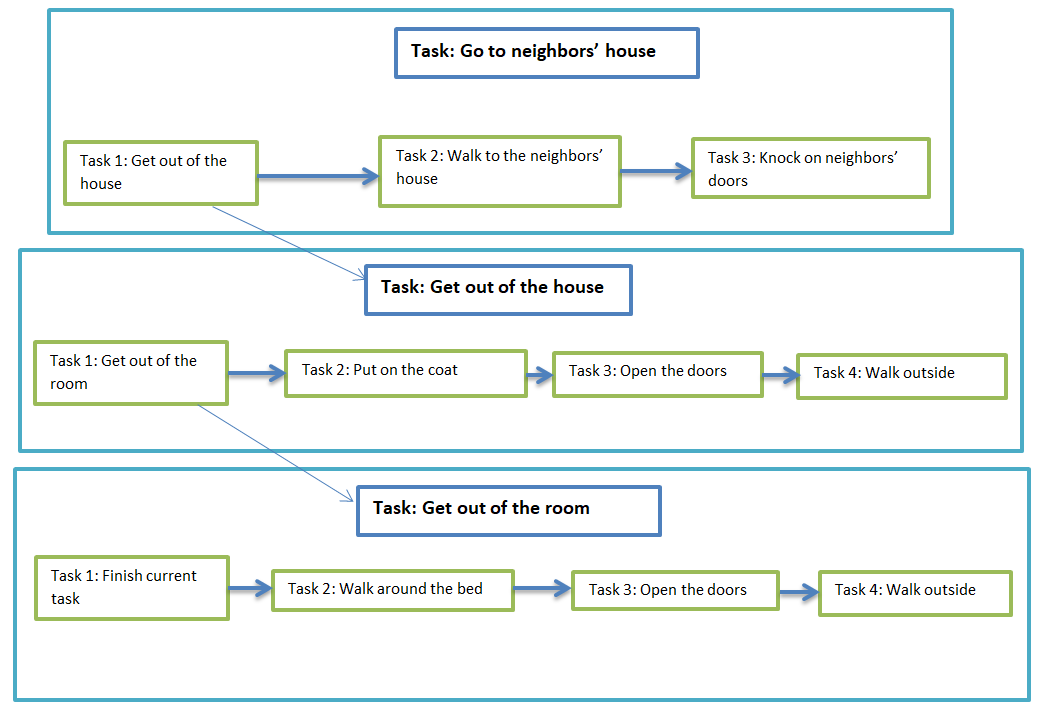 Task: Go to neighbors’ house
Task 1: Get out of the
house
Task 2: Walk to the neighbors’
house
Task 3: Knock on neighbors’
doors
Task: Get out of the house
Task 1: Get out of the
room
Task 2: Put on the coat
Task 3: Open the doors
Task 4: Walk outside
Task: Get out of the room
Task 1: Finish current
task
Task 2: Walk around the bed
Task 3: Open the doors
Task 4: Walk outside